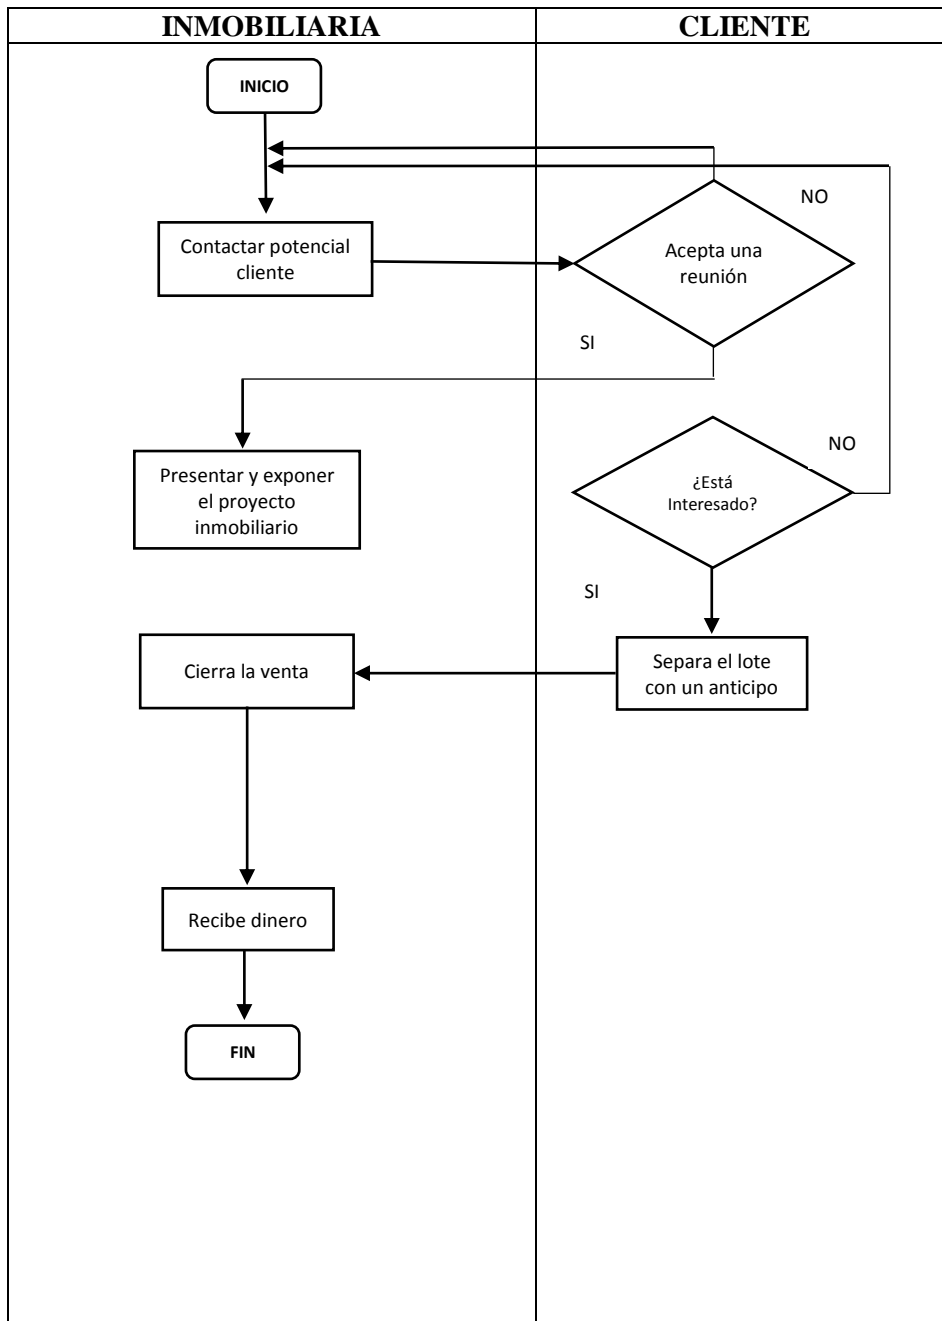 INMOBILIARIA
CLIENTE
INICIO
NO
Contactar potencial
cliente
Acepta una
reunión
SI
Presentar y exponer
el proyecto
inmobiliario
NO
¿Está
Interesado?
SI
Cierra la venta
Separa el lote
con un anticipo
Recibe dinero
FIN